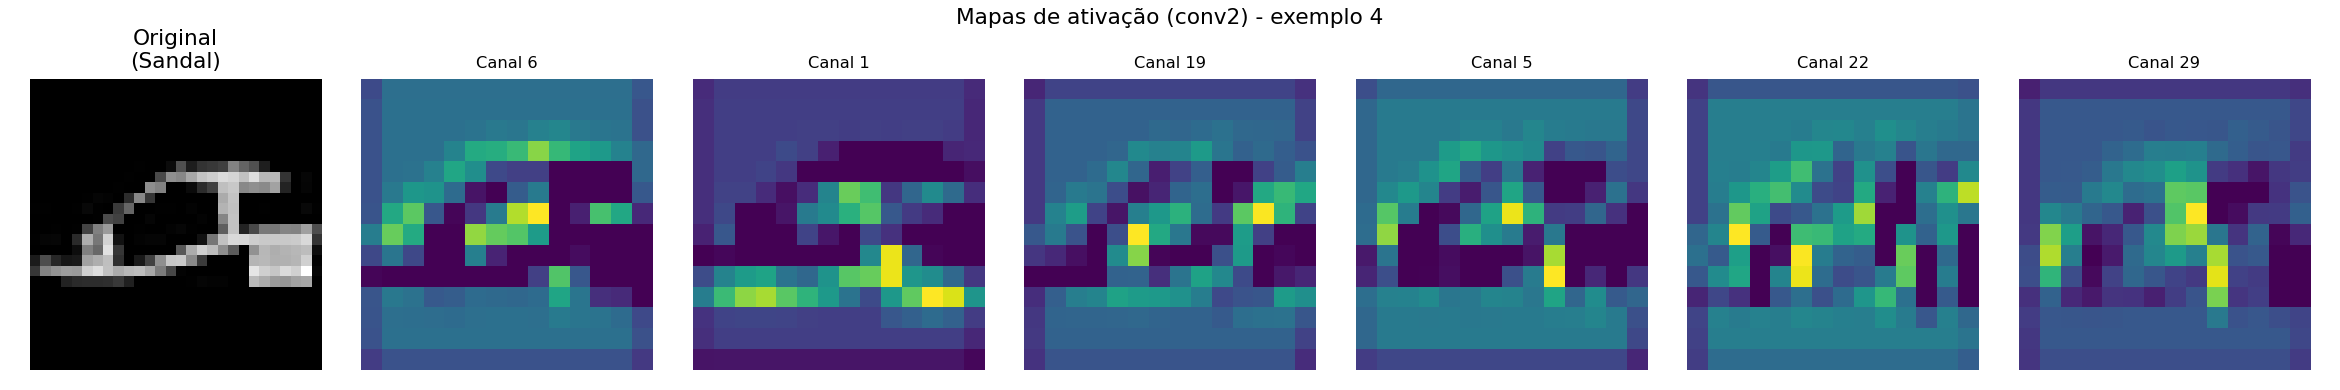 Mapas de ativação (conv2) - exemplo 4
Original
(Sandal)
Canal 6
Canal 1
Canal 19
Canal 5
Canal 22
Canal 29